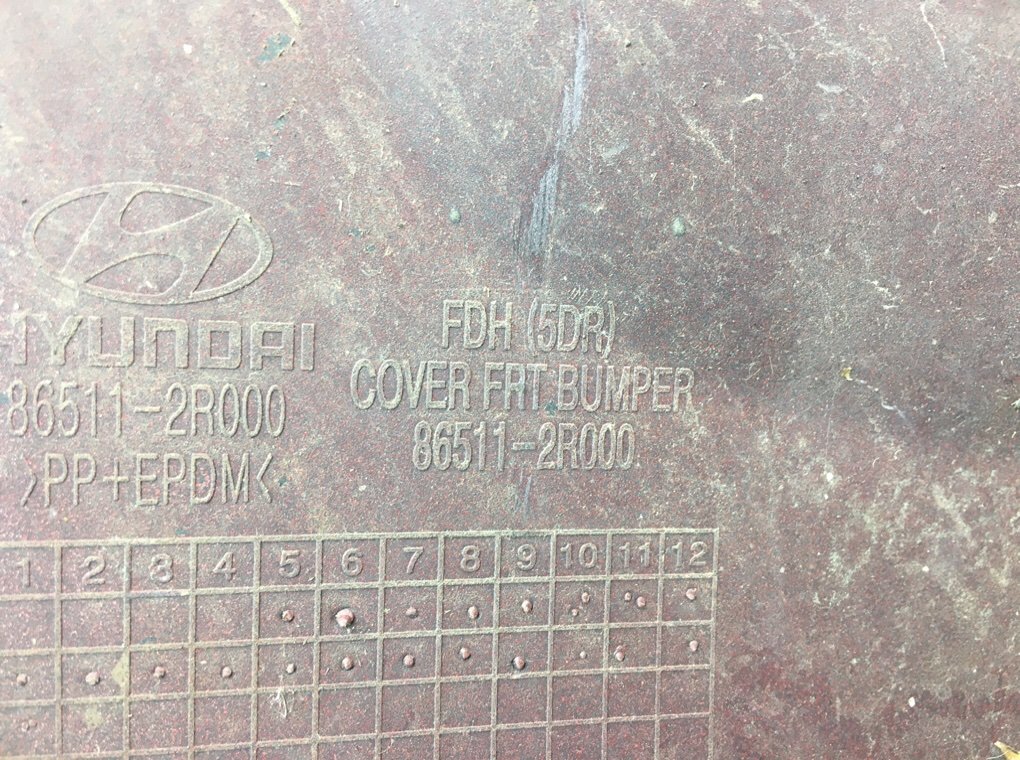 HYUNDAI
86511-2R000
>PP+EPDM<
FDH (5DR)
COVER FRT BUMPER
86511-2R000
1 2 3 4 5 6 7 8 9 10 11 12